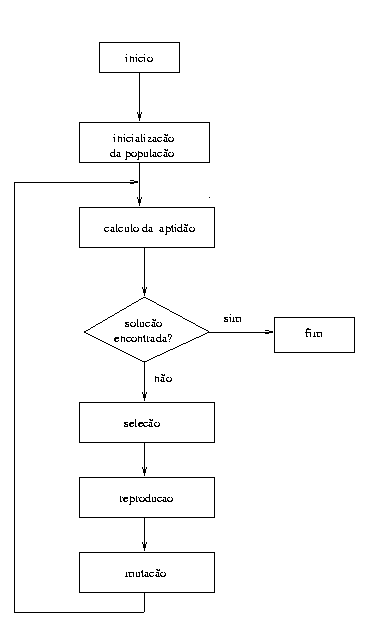 inicio
inicialização
da população
calculo da aptidão
solucão
encontrada?
sim
fim
não
selecão
reproducao
mutacão